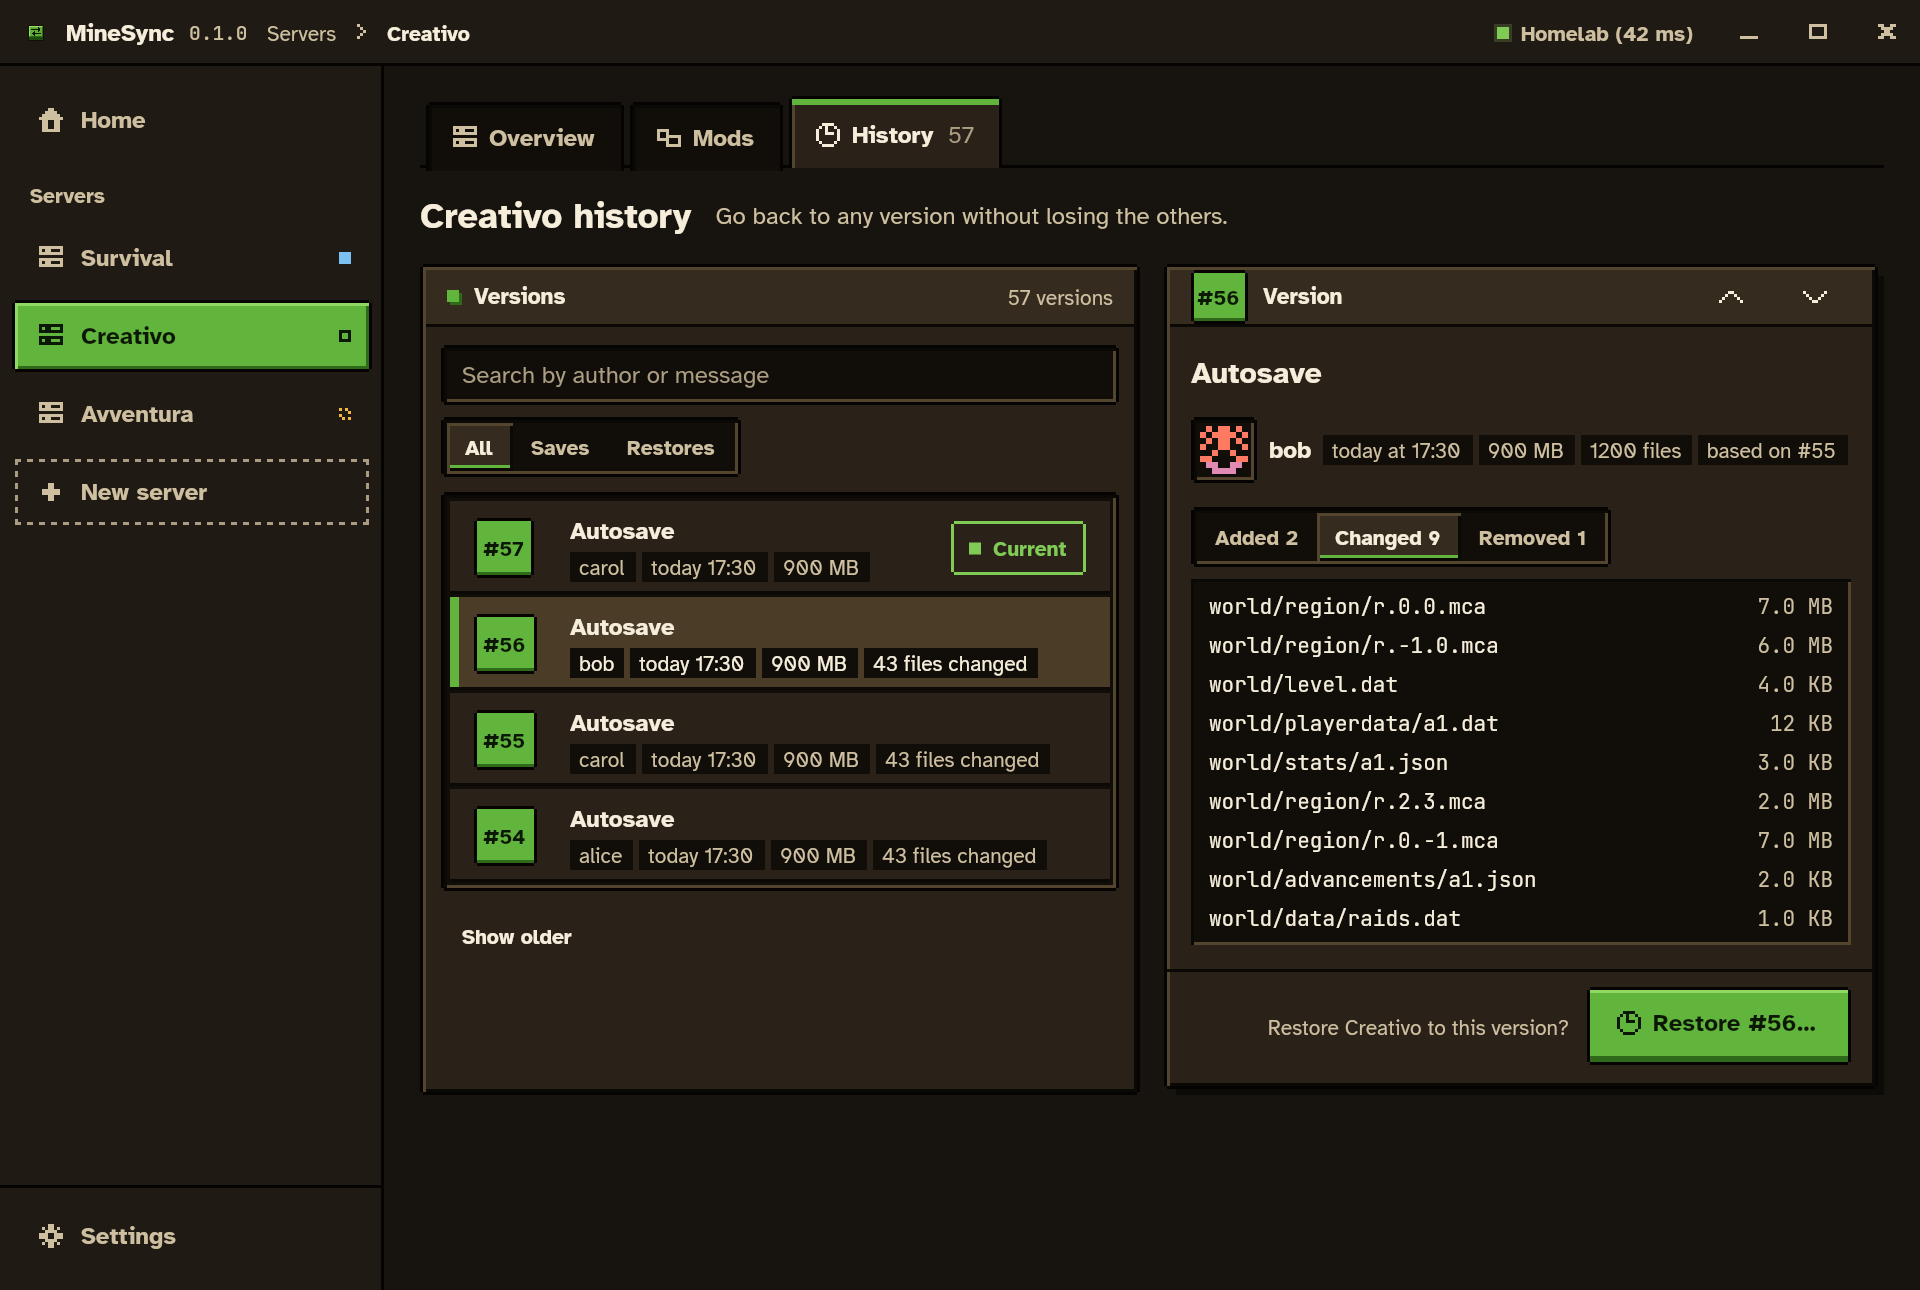 MineSync 0.1.0 Servers Creativo
Homelab (42 ms)
Home
Servers
Survival
Creativo
Avventura
New server
Settings
Overview
Mods
History 57
Creativo history Go back to any version without losing the others.
Versions 57 versions
Search by author or message
All Saves Restores
#57 Autosave
carol today 17:30 900 MB
Current
#56 Autosave
bob today 17:30 900 MB 43 files changed
#55 Autosave
carol today 17:30 900 MB 43 files changed
#54 Autosave
alice today 17:30 900 MB 43 files changed
Show older
#56 Version
Autosave
bob today at 17:30 900 MB 1200 files based on #55
Added 2 Changed 9 Removed 1
world/region/r.0.0.mca 7.0 MB
world/region/r.-1.0.mca 6.0 MB
world/level.dat 4.0 KB
world/playerdata/a1.dat 12 KB
world/stats/a1.json 3.0 KB
world/region/r.2.3.mca 2.0 MB
world/region/r.0.-1.mca 7.0 MB
world/advancements/a1.json 2.0 KB
world/data/raids.dat 1.0 KB
Restore Creativo to this version? Restore #56...